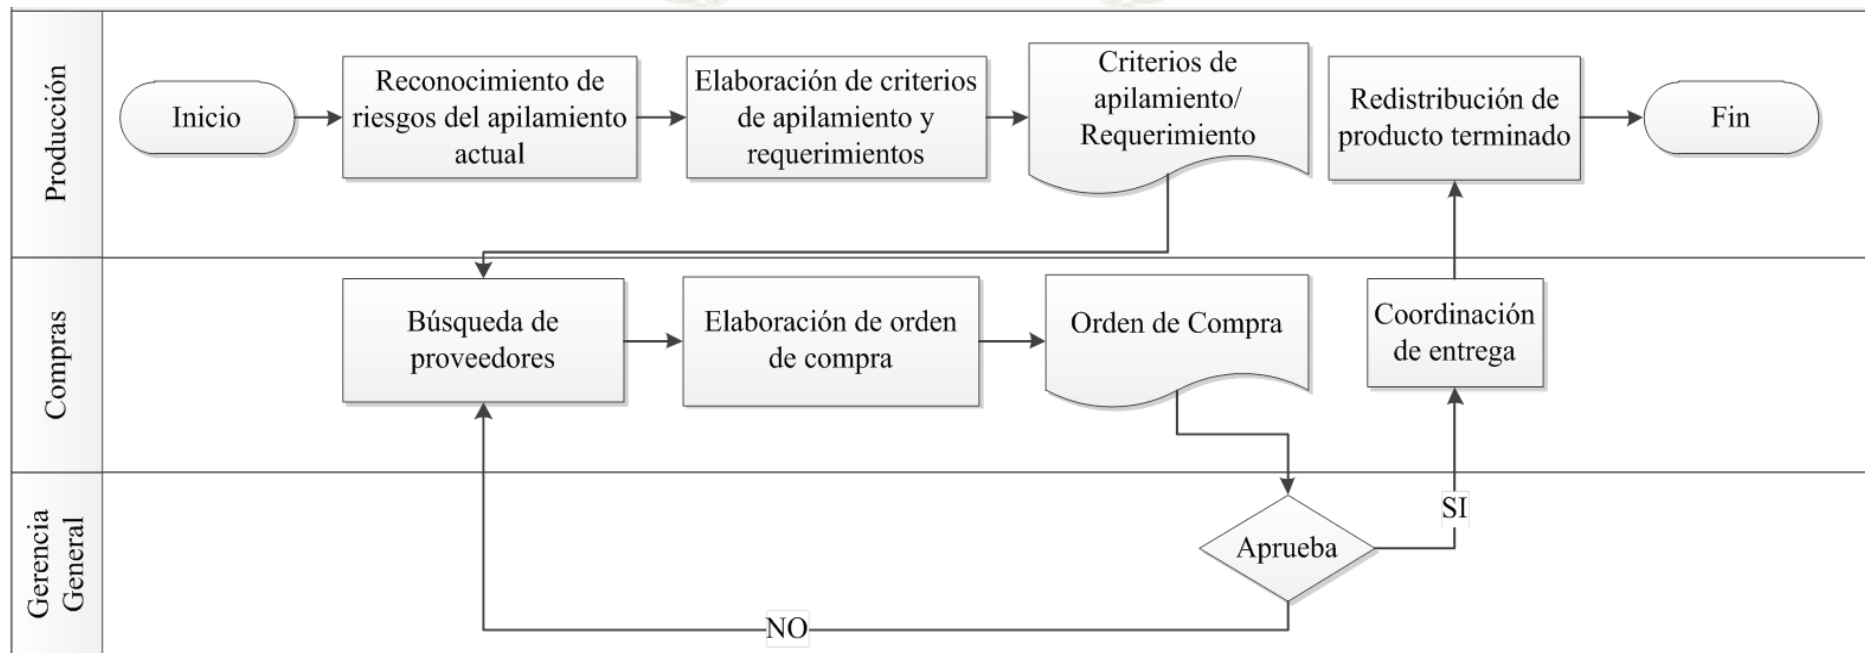 Producción
Inicio
Reconocimiento de
riesgos del apilamiento
actual
Elaboración de criterios
de apilamiento y
requerimientos
Criterios de
apilamiento/
Requerimiento
Redistribución de
producto terminado
Fin
Compras
Búsqueda de
proveedores
Elaboración de orden
de compra
Orden de Compra
Coordinación
de entrega
Gerencia
General
Aprueba
SI
NO